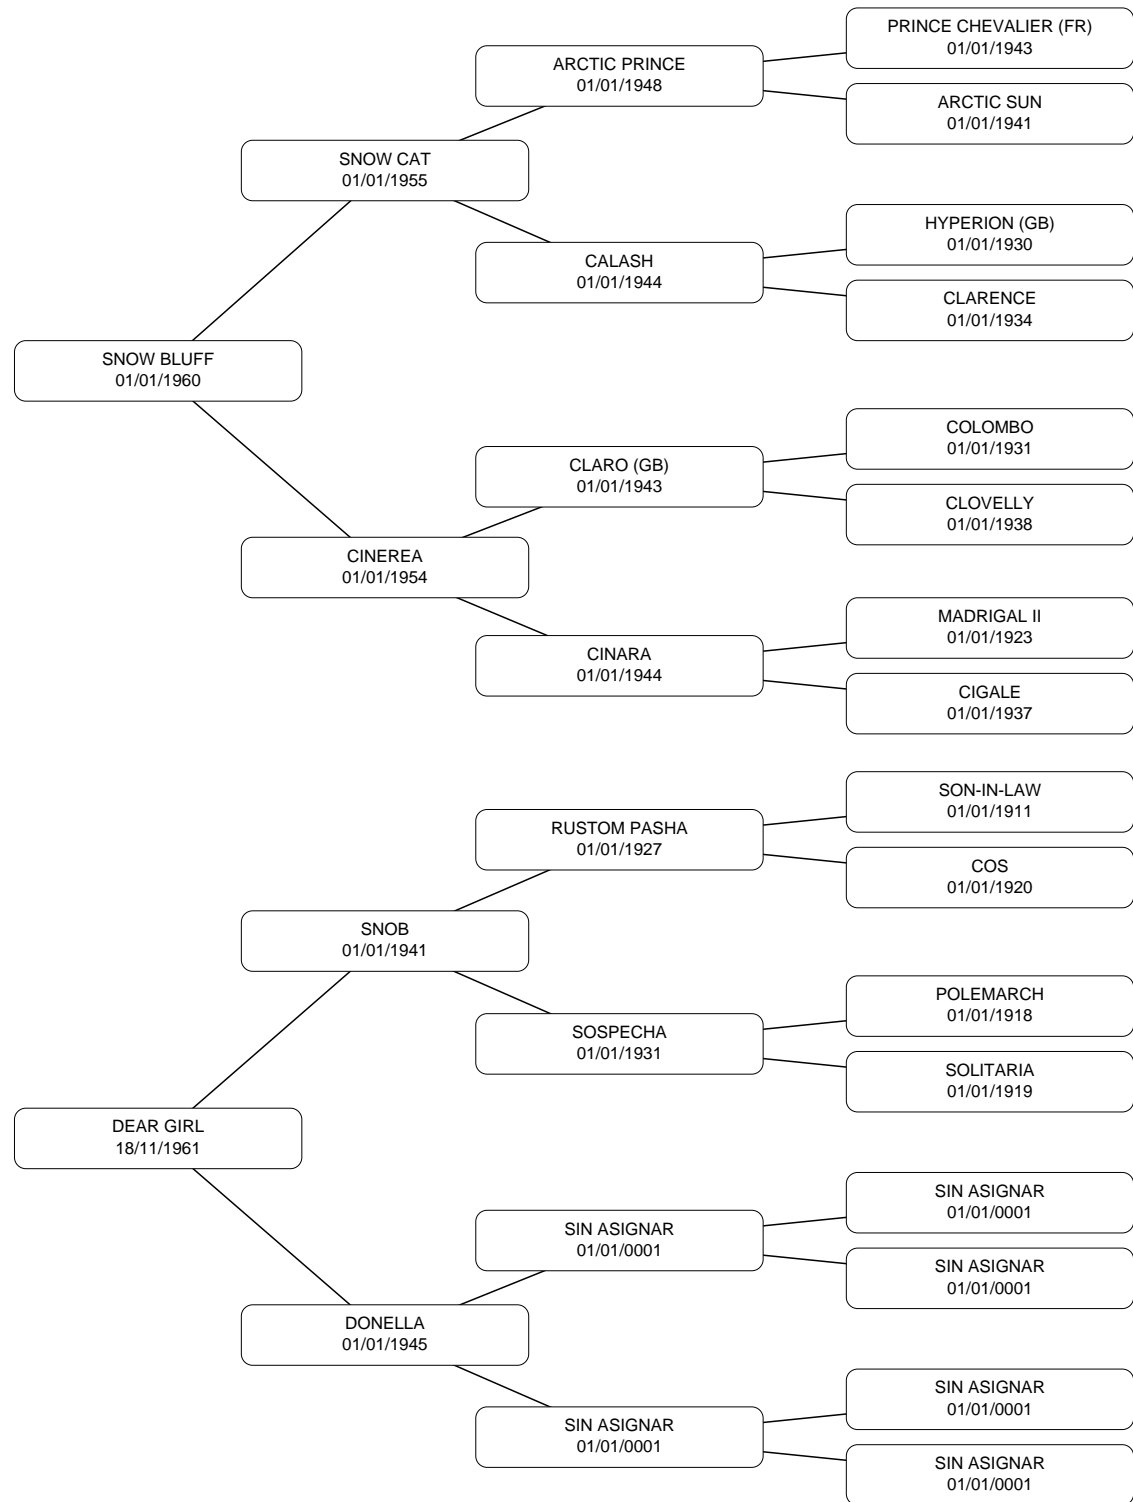 PRINCE CHEVALIER (FR)
01/01/1943
ARCTIC PRINCE
01/01/1948
ARCTIC SUN
01/01/1941
SNOW CAT
01/01/1955
HYPERION (GB)
01/01/1930
CALASH
01/01/1944
CLARENCE
01/01/1934
SNOW BLUFF
01/01/1960
COLOMBO
01/01/1931
CLARO (GB)
01/01/1943
CLOVELLY
01/01/1938
CINEREA
01/01/1954
MADRIGAL II
01/01/1923
CINARA
01/01/1944
CIGALE
01/01/1937
SON-IN-LAW
01/01/1911
RUSTOM PASHA
01/01/1927
COS
01/01/1920
SNOB
01/01/1941
POLEMARCH
01/01/1918
SOSPECHA
01/01/1931
SOLITARIA
01/01/1919
DEAR GIRL
18/11/1961
SIN ASIGNAR
01/01/0001
SIN ASIGNAR
01/01/0001
SIN ASIGNAR
01/01/0001
DONELLA
01/01/1945
SIN ASIGNAR
01/01/0001
SIN ASIGNAR
01/01/0001
SIN ASIGNAR
01/01/0001